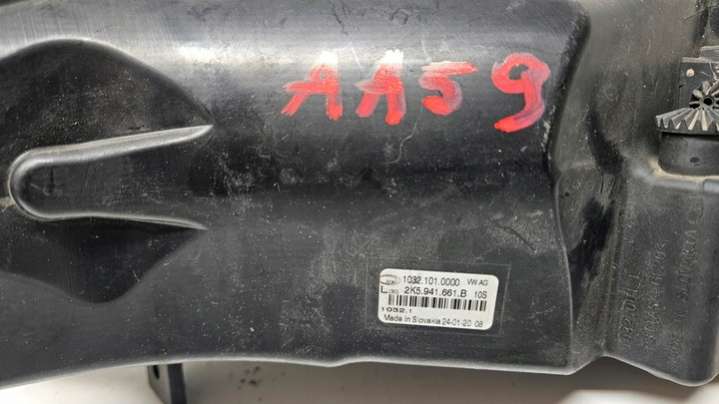 AA59
1032.101.0000 VW AG
L 2K5.941.661.B 10S
1032.1
Made in Slovakia 24-01-20 08